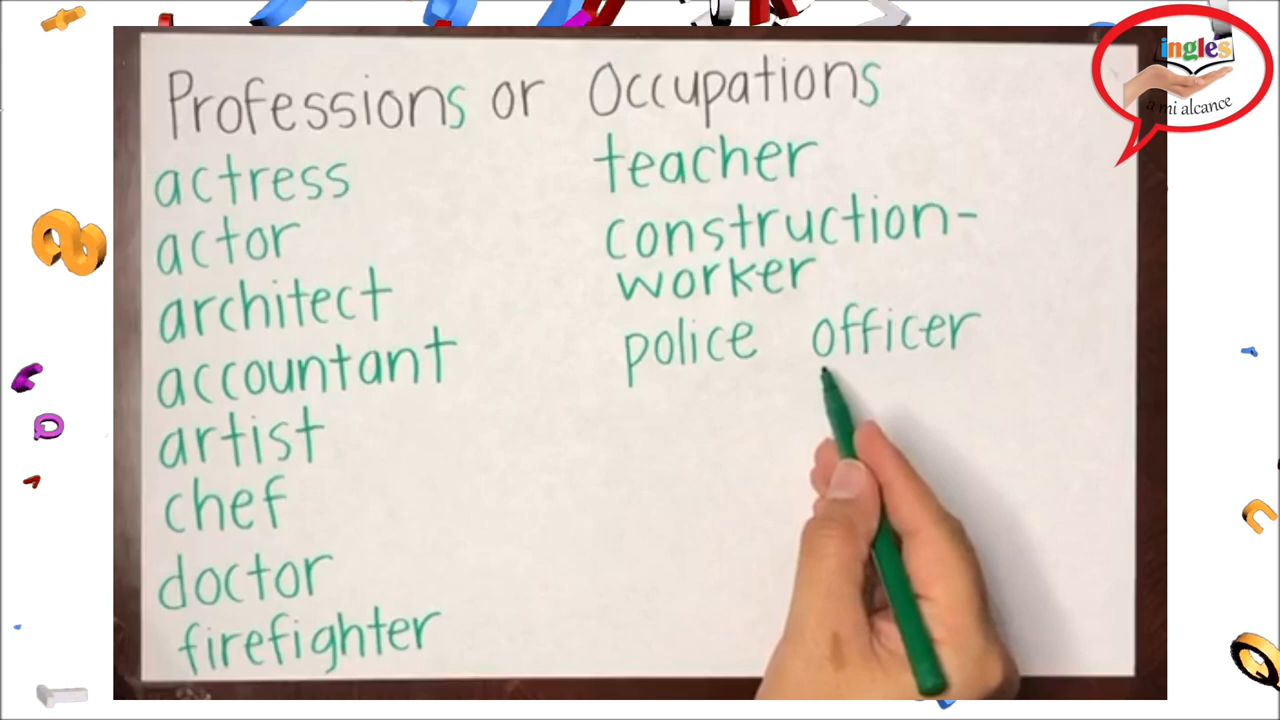 Professions or Occupations
actress
actor
architect
accountant
artist
chef
doctor
firefighter
teacher
construction-
worker
police officer
ingles
a mi alcance